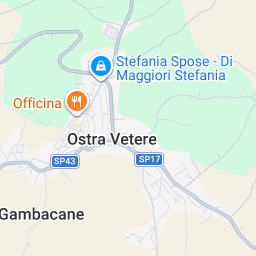 Stefania Spose - Di
Maggiori Stefania
Officina
Ostra Vetere
SP43
SP17
Gambacane